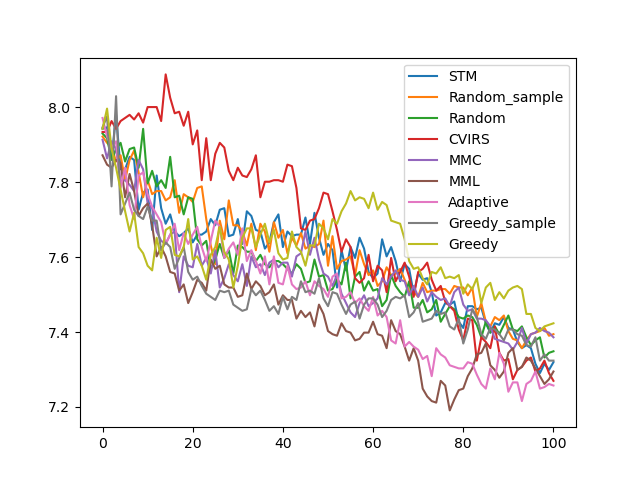 8.0
7.8
7.6
7.4
7.2
0
20
40
60
80
100
STM
Random_sample
Random
CVIRS
MMC
MML
Adaptive
Greedy_sample
Greedy